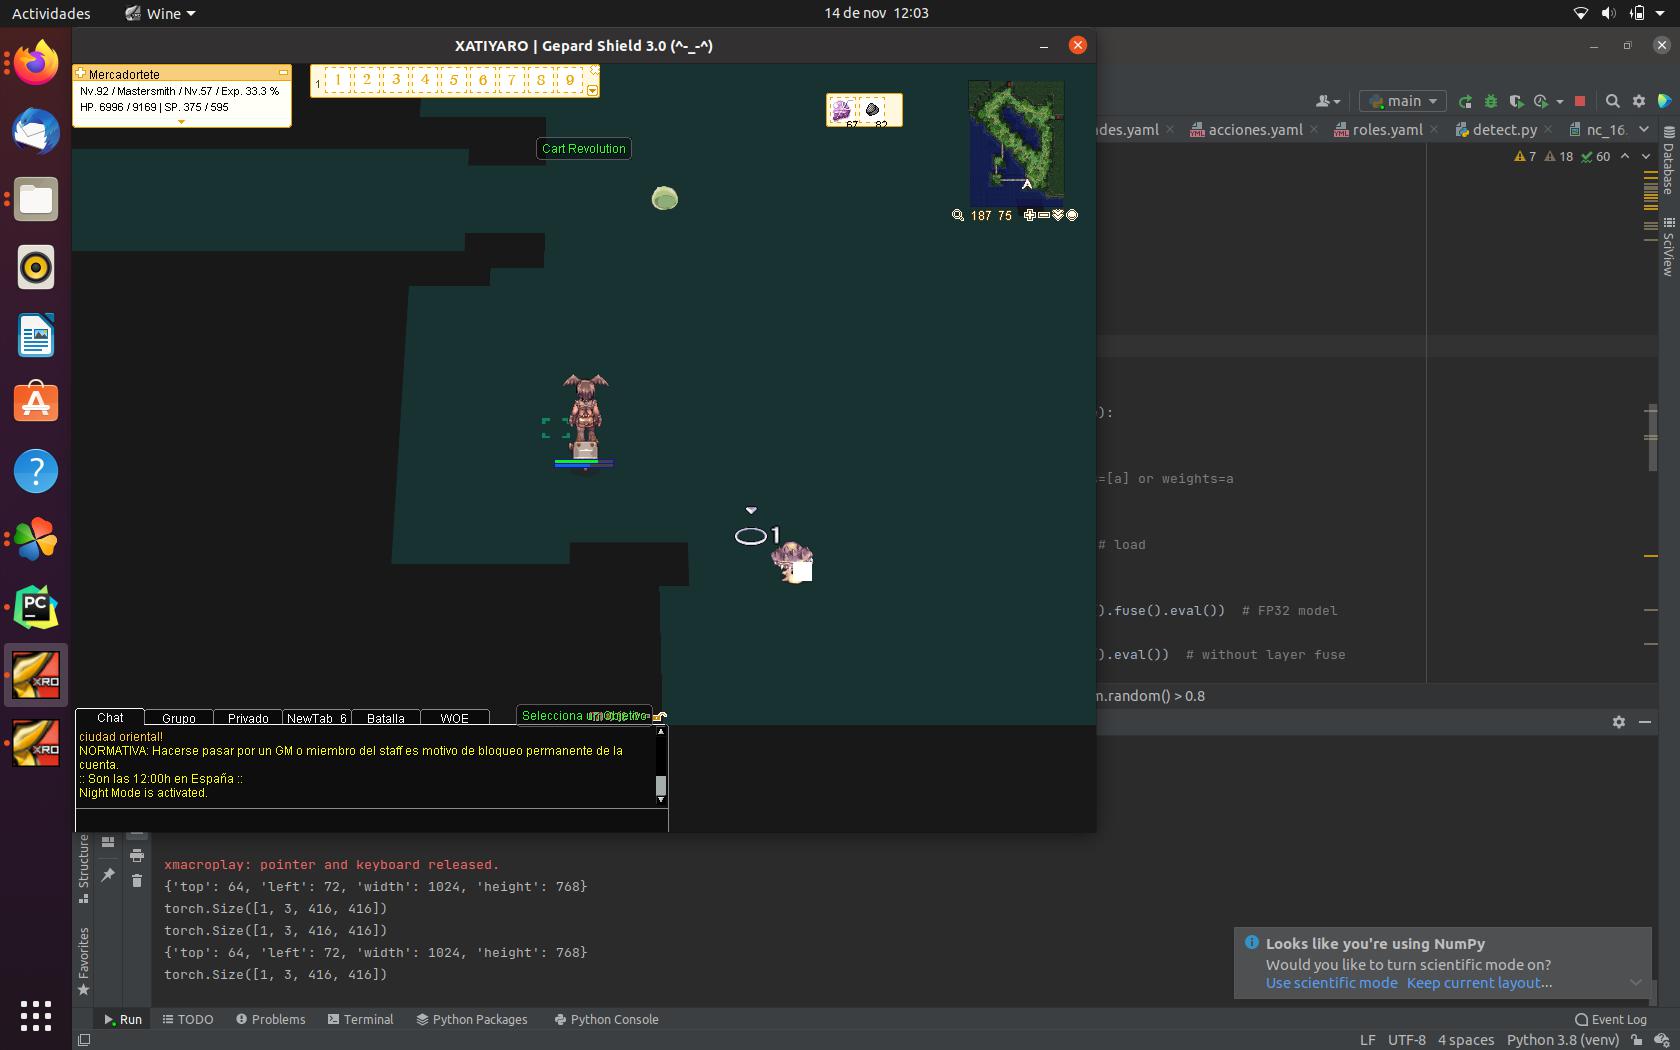 Actividades
Wine
14 de nov  12:03
XATIYARO | Gepard Shield 3.0 (^-_-^)
Mercadortete
Nv.92 / Mastersmith / Nv.57 / Exp. 33.3 %
HP. 6996 / 9169 | SP. 375 / 595
1 1 2 3 4 5 6 7 8 9
67 82
Cart Revolution
187 75
1
main
des.yaml
acciones.yaml
roles.yaml
detect.py
nc_16.
7 18 60
Database
SciView
):
=[a] or weights=a
# load
).fuse().eval())  # FP32 model
).eval())  # without layer fuse
m.random() > 0.8
Chat
Grupo
Privado
NewTab_6
Batalla
WOE
Selecciona un objetivo
ciudad oriental!
NORMATIVA: Hacerse pasar por un GM o miembro del staff es motivo de bloqueo permanente de la
cuenta.
:: Son las 12:00h en España ::
Night Mode is activated.
XRO
XRO
PC
Structure
Favorites
xmacroplay: pointer and keyboard released.
{'top': 64, 'left': 72, 'width': 1024, 'height': 768}
torch.Size([1, 3, 416, 416])
torch.Size([1, 3, 416, 416])
{'top': 64, 'left': 72, 'width': 1024, 'height': 768}
torch.Size([1, 3, 416, 416])
Looks like you're using NumPy
Would you like to turn scientific mode on?
Use scientific mode  Keep current layout...
Run
TODO
Problems
Terminal
Python Packages
Python Console
Event Log
LF UTF-8 4 spaces Python 3.8 (venv)